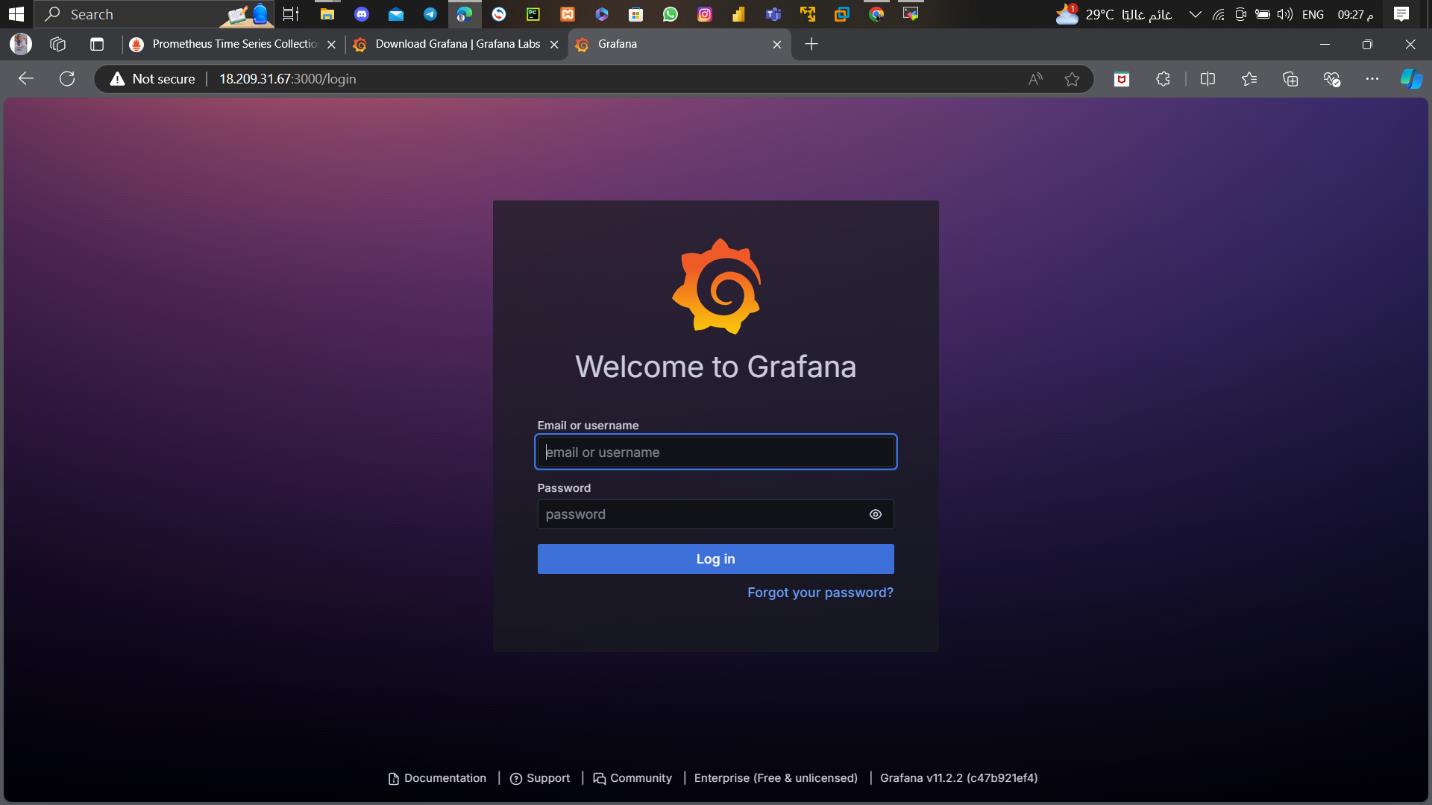 Search
29°C غائم غالبًا
ENG
09:27 م
Prometheus Time Series Collectio
Download Grafana | Grafana Labs
Grafana
Not secure
18.209.31.67:3000/login
Welcome to Grafana
Email or username
email or username
Password
password
Log in
Forgot your password?
Documentation | Support | Community | Enterprise (Free & unlicensed) | Grafana v11.2.2 (c47b921ef4)